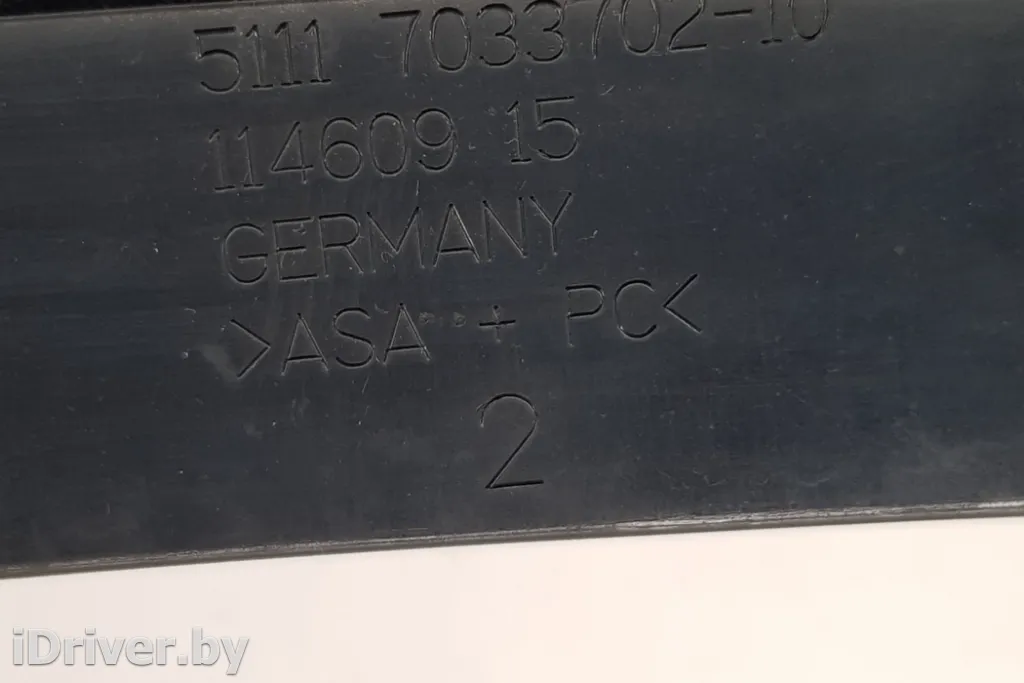 5111 7033702-10
114609 15
GERMANY
>ASA + PC<
2
iDriver.by